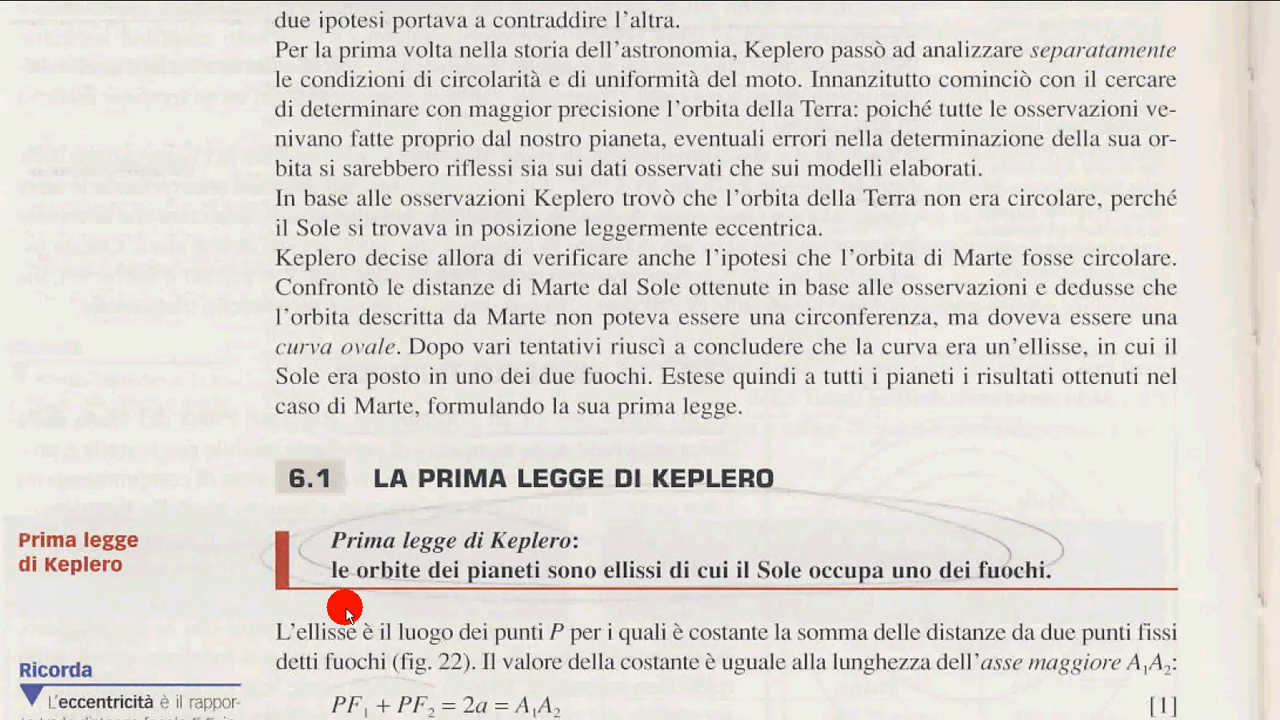 due ipotesi portava a contraddire l'altra.
Per la prima volta nella storia dell'astronomia, Keplero passò ad analizzare separatamente
le condizioni di circolarità e di uniformità del moto. Innanzitutto cominciò con il cercare
di determinare con maggior precisione l'orbita della Terra: poiché tutte le osservazioni ve-
nivano fatte proprio dal nostro pianeta, eventuali errori nella determinazione della sua or-
bita si sarebbero riflessi sia sui dati osservati che sui modelli elaborati.
In base alle osservazioni Keplero trovò che l'orbita della Terra non era circolare, perché
il Sole si trovava in posizione leggermente eccentrica.
Keplero decise allora di verificare anche l'ipotesi che l'orbita di Marte fosse circolare.
Confrontò le distanze di Marte dal Sole ottenute in base alle osservazioni e dedusse che
l'orbita descritta da Marte non poteva essere una circonferenza, ma doveva essere una
curva ovale. Dopo vari tentativi riuscì a concludere che la curva era un'ellisse, in cui il
Sole era posto in uno dei due fuochi. Estese quindi a tutti i pianeti i risultati ottenuti nel
caso di Marte, formulando la sua prima legge.
6.1 LA PRIMA LEGGE DI KEPLERO
Prima legge
di Keplero
Prima legge di Keplero:
le orbite dei pianeti sono ellissi di cui il Sole occupa uno dei fuochi.
L'ellisse è il luogo dei punti P per i quali è costante la somma delle distanze da due punti fissi
detti fuochi (fig. 22). Il valore della costante è uguale alla lunghezza dell'asse maggiore A₁A₂:
PF₁ + PF₂ = 2a = A₁A₂ [1]
Ricorda
L'eccentricità è il rappor-